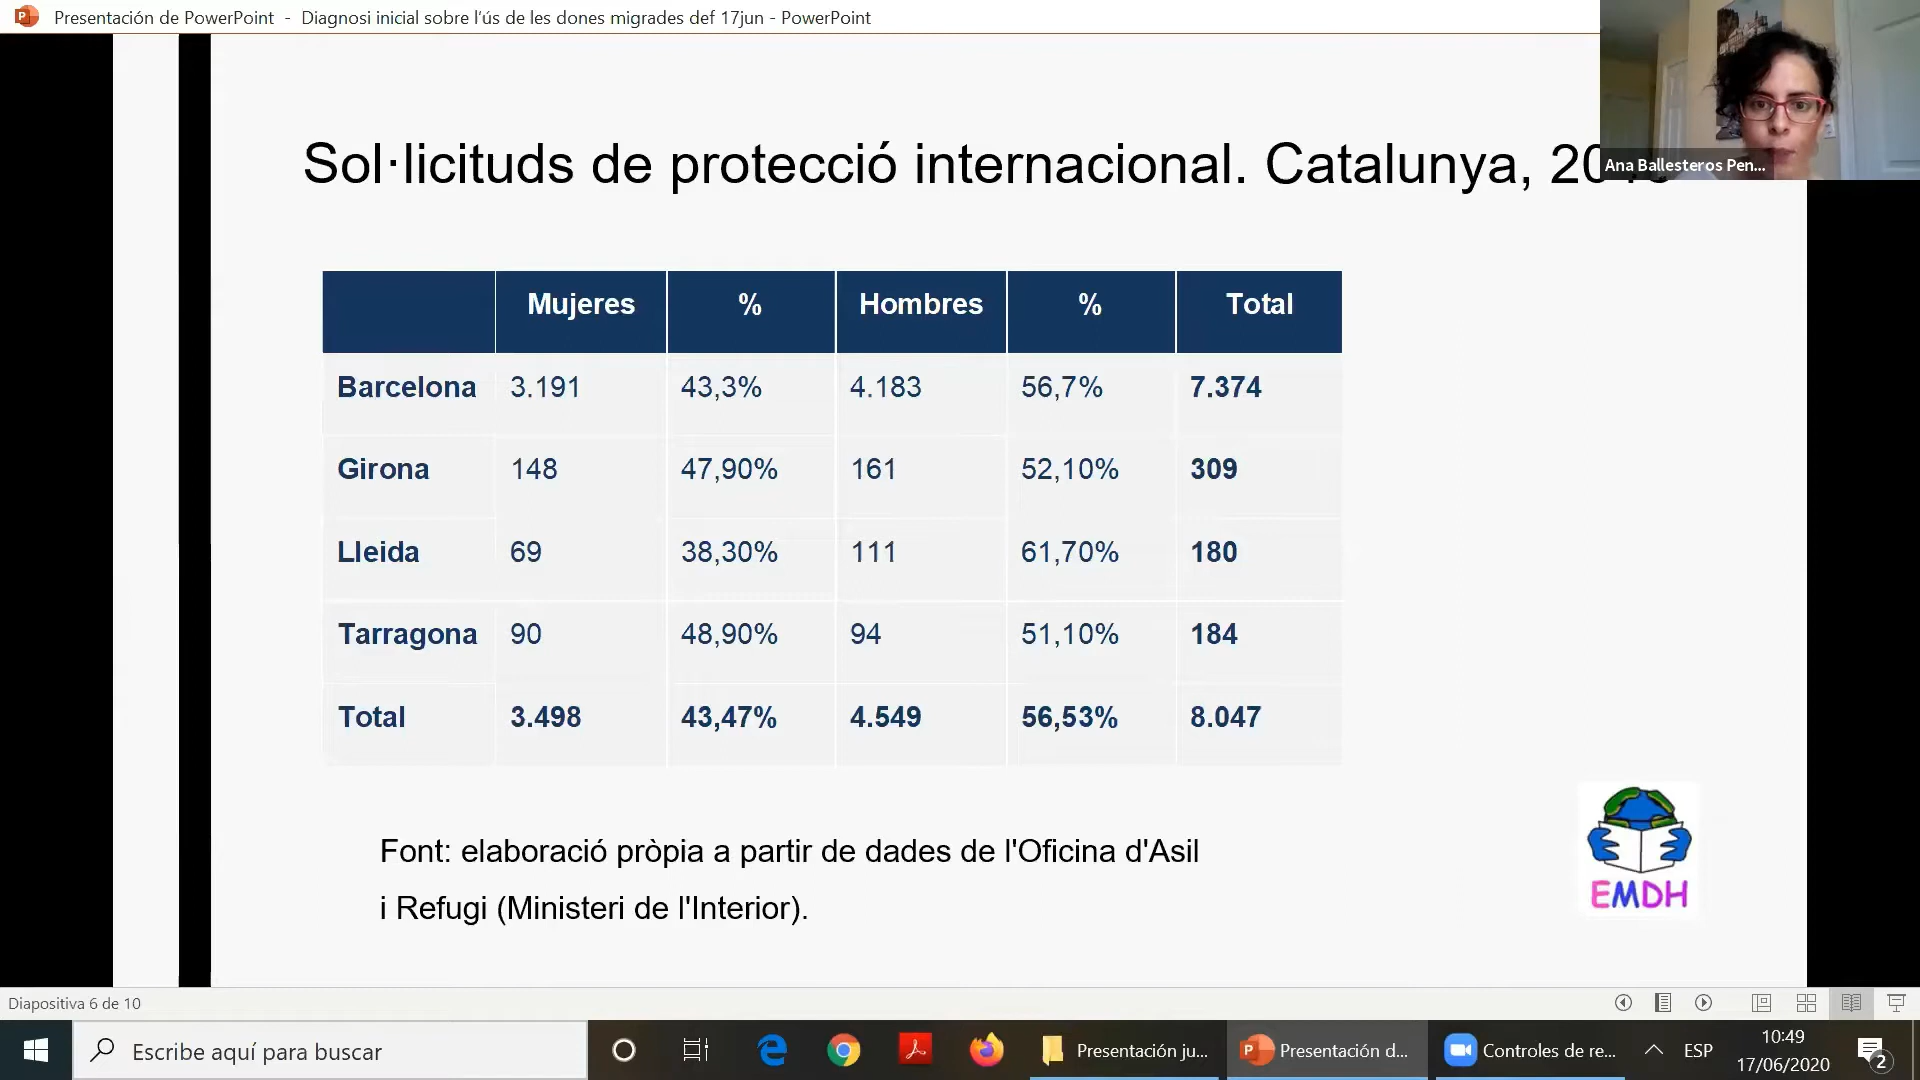 Presentación de PowerPoint - Diagnosi inicial sobre l'ús de les dones migrades def 17jun - PowerPoint
Ana Ballesteros Pen...
Sol·licituds de protecció internacional. Catalunya,
Mujeres % Hombres % Total
Barcelona 3.191 43,3% 4.183 56,7% 7.374
Girona 148 47,90% 161 52,10% 309
Lleida 69 38,30% 111 61,70% 180
Tarragona 90 48,90% 94 51,10% 184
Total 3.498 43,47% 4.549 56,53% 8.047
Font: elaboració pròpia a partir de dades de l'Oficina d'Asil
i Refugi (Ministeri de l'Interior).
EMDH
Diapositiva 6 de 10
Escribe aquí para buscar
Presentación ju...
Presentación d...
Controles de re...
ESP
10:49
17/06/2020
2